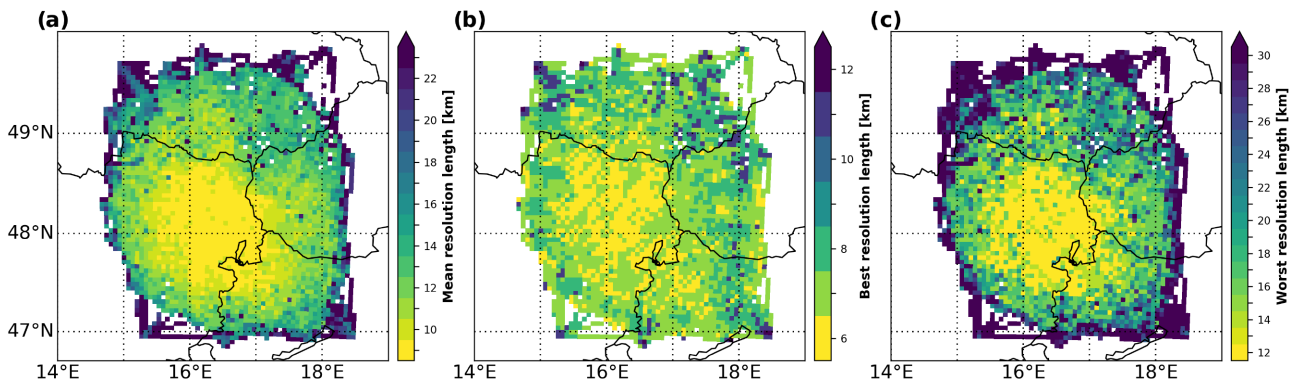 (a)
49°N
48°N
47°N
14°E
16°E
18°E
22
20
18
16
14
12
10
Mean resolution length [km]
(b)
14°E
16°E
18°E
12
10
8
6
Best resolution length [km]
(c)
14°E
16°E
18°E
30
28
26
24
22
20
18
16
14
12
Worst resolution length [km]